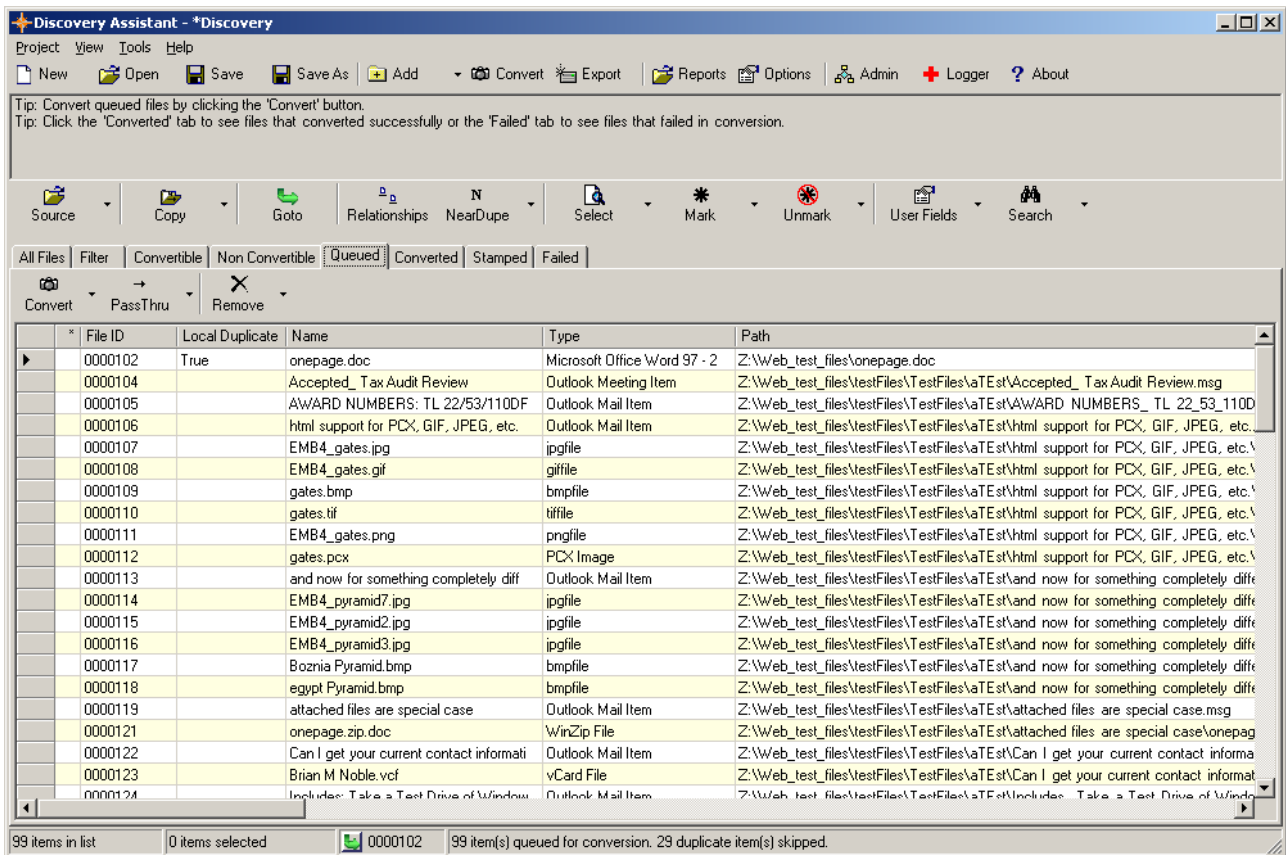 Discovery Assistant - *Discovery
Project View Tools Help
New Open Save Save As Add Convert Export Reports Options Admin Logger About
Tip: Convert queued files by clicking the 'Convert' button.
Tip: Click the 'Converted' tab to see files that converted successfully or the 'Failed' tab to see files that failed in conversion.
Source Copy Goto Relationships NearDupe Select Mark Unmark User Fields Search
All Files Filter Convertible Non Convertible Queued Converted Stamped Failed
Convert PassThru Remove
* File ID Local Duplicate Name Type Path
0000102 True onepage.doc Microsoft Office Word 97 - 2 Z:\Web_test_files\onepage.doc
0000104 Accepted_ Tax Audit Review Outlook Meeting Item Z:\Web_test_files\testFiles\TestFiles\aTEst\Accepted_ Tax Audit Review.msg
0000105 AWARD NUMBERS: TL 22/53/110DF Outlook Mail Item Z:\Web_test_files\testFiles\TestFiles\aTEst\AWARD NUMBERS_ TL 22_53_110D
0000106 html support for PCX, GIF, JPEG, etc. Outlook Mail Item Z:\Web_test_files\testFiles\TestFiles\aTEst\html support for PCX, GIF, JPEG, etc..
0000107 EMB4_gates.jpg jpgfile Z:\Web_test_files\testFiles\TestFiles\aTEst\html support for PCX, GIF, JPEG, etc.\
0000108 EMB4_gates.gif giffile Z:\Web_test_files\testFiles\TestFiles\aTEst\html support for PCX, GIF, JPEG, etc.\
0000109 gates.bmp bmpfile Z:\Web_test_files\testFiles\TestFiles\aTEst\html support for PCX, GIF, JPEG, etc.\
0000110 gates.tif tiffile Z:\Web_test_files\testFiles\TestFiles\aTEst\html support for PCX, GIF, JPEG, etc.\
0000111 EMB4_gates.png pngfile Z:\Web_test_files\testFiles\TestFiles\aTEst\html support for PCX, GIF, JPEG, etc.\
0000112 gates.pcx PCX Image Z:\Web_test_files\testFiles\TestFiles\aTEst\html support for PCX, GIF, JPEG, etc.\
0000113 and now for something completely diff Outlook Mail Item Z:\Web_test_files\testFiles\TestFiles\aTEst\and now for something completely diffe
0000114 EMB4_pyramid7.jpg jpgfile Z:\Web_test_files\testFiles\TestFiles\aTEst\and now for something completely diffe
0000115 EMB4_pyramid2.jpg jpgfile Z:\Web_test_files\testFiles\TestFiles\aTEst\and now for something completely diffe
0000116 EMB4_pyramid3.jpg jpgfile Z:\Web_test_files\testFiles\TestFiles\aTEst\and now for something completely diffe
0000117 Boznia Pyramid.bmp bmpfile Z:\Web_test_files\testFiles\TestFiles\aTEst\and now for something completely diffe
0000118 egypt Pyramid.bmp bmpfile Z:\Web_test_files\testFiles\TestFiles\aTEst\and now for something completely diffe
0000119 attached files are special case Outlook Mail Item Z:\Web_test_files\testFiles\TestFiles\aTEst\attached files are special case.msg
0000121 onepage.zip.doc WinZip File Z:\Web_test_files\testFiles\TestFiles\aTEst\attached files are special case\onepag
0000122 Can I get your current contact informati Outlook Mail Item Z:\Web_test_files\testFiles\TestFiles\aTEst\Can I get your current contact informa
0000123 Brian M Noble.vcf vCard File Z:\Web_test_files\testFiles\TestFiles\aTEst\Can I get your current contact informat
0000124 Includes: Take a Test Drive of Window Outlook Mail Item Z:\Web_test_files\testFiles\TestFiles\aTEst\Includes_ Take a Test Drive of Windo
99 items in list 0 items selected 0000102 99 item(s) queued for conversion. 29 duplicate item(s) skipped.